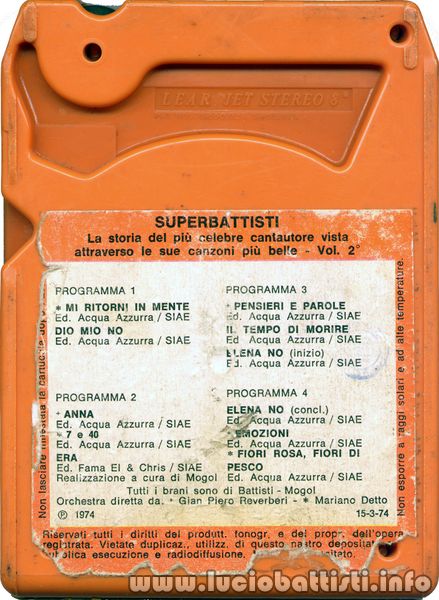 LEAR JET STEREO 8
SUPERBATTISTI
La storia del più celebre cantautore vista
attraverso le sue canzoni più belle - Vol. 2°
PROGRAMMA 1
* MI RITORNI IN MENTE
Ed. Acqua Azzurra / SIAE
DIO MIO NO
Ed. Acqua Azzurra / SIAE
PROGRAMMA 2
* ANNA
Ed. Acqua Azzurra / SIAE
* 7 e 40
Ed. Acqua Azzurra / SIAE
ERA
Ed. Fama El & Chris / SIAE
Realizzazione a cura di Mogol
PROGRAMMA 3
* PENSIERI E PAROLE
Ed. Acqua Azzurra / SIAE
IL TEMPO DI MORIRE
Ed. Acqua Azzurra / SIAE
ELENA NO (inizio)
Ed. Acqua Azzurra / SIAE
PROGRAMMA 4
ELENA NO (concl.)
Ed. Acqua Azzurra / SIAE
EMOZIONI
Ed. Acqua Azzurra / SIAE
* FIORI ROSA, FIORI DI
PESCO
Ed. Acqua Azzurra / SIAE
Tutti i brani sono di Battisti - Mogol
Orchestra diretta da. * Gian Piero Reverberi - * Mariano Detto
℗ 1974
15-3-74
Non lasciare la cartuccia
Non esporre a raggi solari e ad alte temperature.
Riservati tutti i diritti del produtt. fonogr. e dei propr. dell'opera
registrata. Vietate duplicaz., utilizz. di questo nastro
pubblica esecuzione e radiodiffusione.
www.luciobattisti.info